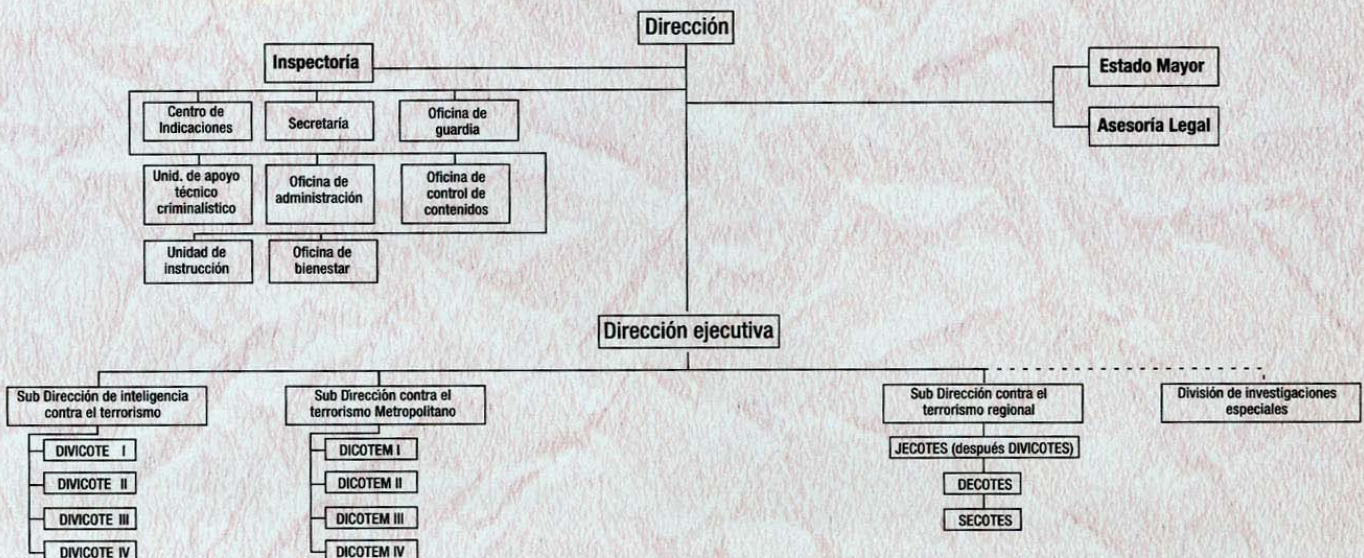 Dirección
Inspectoría
Estado Mayor
Asesoría Legal
Centro de
Indicaciones
Secretaría
Oficina de
guardia
Unid. de apoyo
técnico
criminalístico
Oficina de
administración
Oficina de
control de
contenidos
Unidad de
instrucción
Oficina de
bienestar
Dirección ejecutiva
Sub Dirección de inteligencia
contra el terrorismo
DIVICOTE I
DIVICOTE II
DIVICOTE III
DIVICOTE IV
Sub Dirección contra el
terrorismo Metropolitano
DICOTEM I
DICOTEM II
DICOTEM III
DICOTEM IV
Sub Dirección contra el
terrorismo regional
JECOTES (después DIVICOTES)
DECOTES
SECOTES
División de investigaciones
especiales